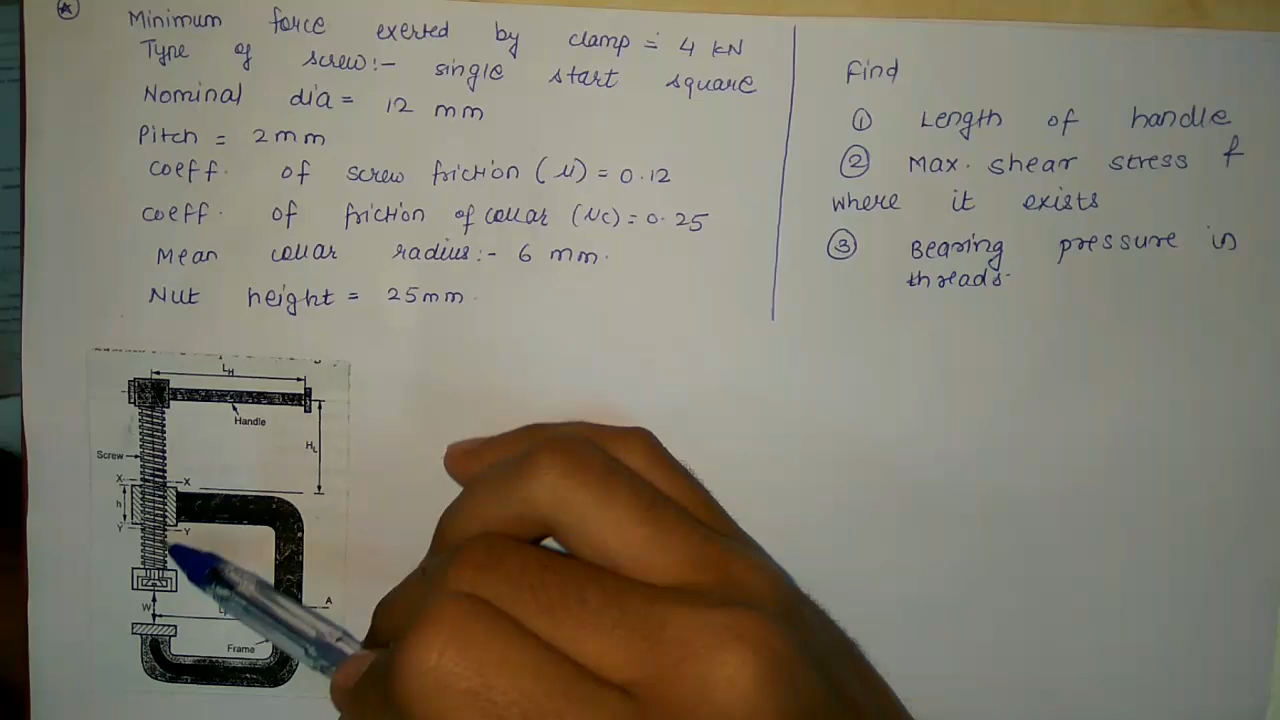 Minimum force exerted by clamp = 4 kN
Type of screw:- single start square
Nominal dia = 12 mm
Pitch = 2mm
coeff. of screw friction (μ) = 0.12
coeff. of friction of collar (μc) = 0.25
Mean collar radius:- 6 mm.
Nut height = 25mm.
Find
① Length of handle
② Max. shear stress &
where it exists
③ Bearing pressure in
threads.
LH
Handle
HL
Screw
X X
h
Y Y
W
A
Frame